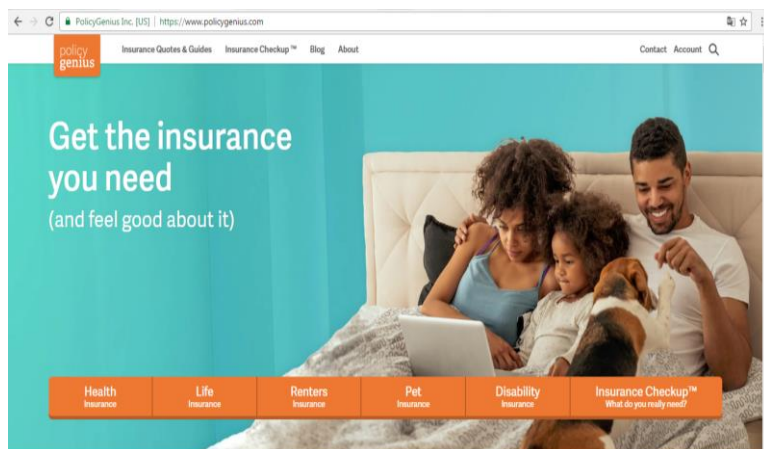 PolicyGenius Inc. [US] | https://www.policygenius.com
policy
genius
Insurance Quotes & Guides Insurance Checkup™ Blog About Contact Account
Get the insurance
you need
(and feel good about it)
Health Life Renters Pet Disability Insurance Checkup™
Insurance Insurance Insurance Insurance Insurance What do you really need?